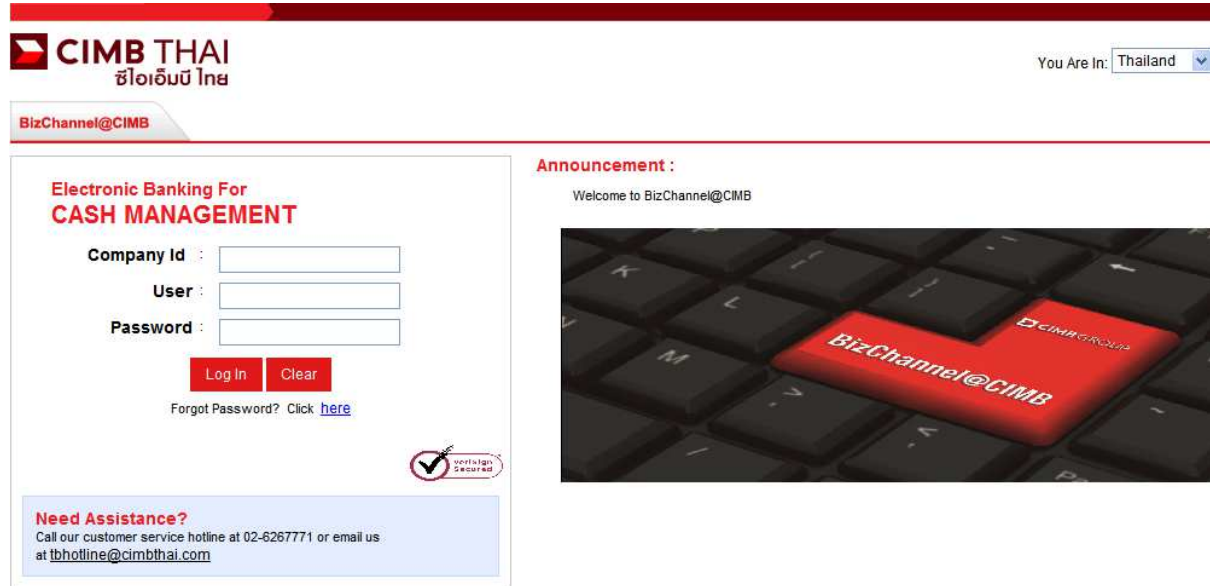 CIMB THAI
ซีไอเอ็มบี ไทย
You Are In: Thailand
BizChannel@CIMB
Electronic Banking For
CASH MANAGEMENT
Company Id :
User :
Password :
Log In Clear
Forgot Password? Click here
verisign
Secured
Need Assistance?
Call our customer service hotline at 02-6267771 or email us
at tbhotline@cimbthai.com
Announcement :
Welcome to BizChannel@CIMB
K
L
M
CIMB GROUP
BizChannel@CIMB